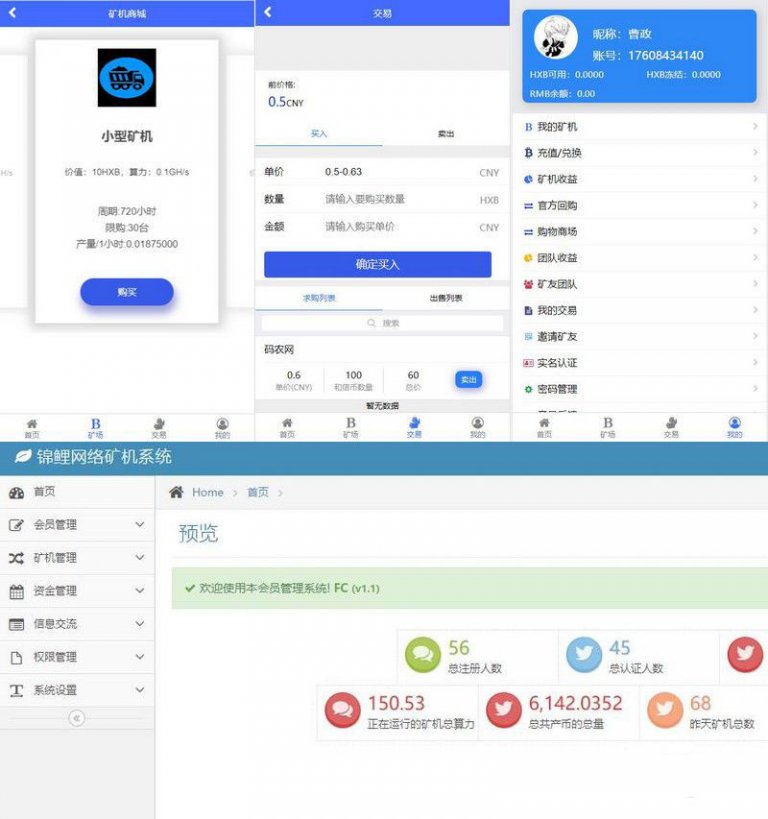 矿机商城
小型矿机
价值：10HXB，算力：0.1GH/s
H/s
周期:720小时
限购:30台
产量/1小时:0.01875000
购买
首页
矿场
交易
我的
交易
前价格:
0.5CNY
买入
卖出
单价 0.5-0.63 CNY
数量 请输入要购买数量 HXB
金额 请输入购买单价 CNY
确定买入
求购列表
出售列表
搜索
码农网
0.6 100 60 卖出
单价(CNY) 和信币数量 总价
暂无数据
首页
矿场
交易
我的
昵称：曹政
账号：17608434140
HXB可用：0.0000 HXB冻结：0.0000
RMB余额：0.00
我的矿机
充值/兑换
矿机收益
官方回购
购物商场
团队收益
矿友团队
我的交易
邀请矿友
实名认证
密码管理
首页
矿场
交易
我的
锦鲤网络矿机系统
首页
会员管理
矿机管理
资金管理
信息交流
权限管理
系统设置
Home > 首页 >
预览
欢迎使用本会员管理系统! FC (v1.1)
56
总注册人数
45
总认证人数
150.53
正在运行的矿机总算力
6,142.0352
总共产币的总量
68
昨天矿机总数